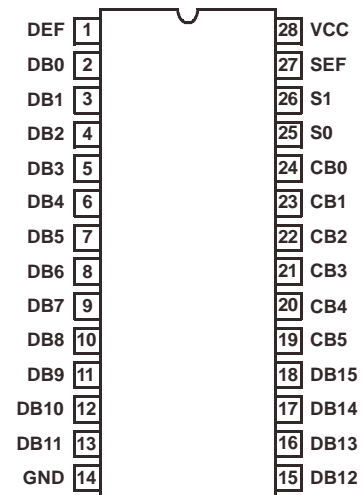 DEF 1 28 VCC
DB0 2 27 SEF
DB1 3 26 S1
DB2 4 25 S0
DB3 5 24 CB0
DB4 6 23 CB1
DB5 7 22 CB2
DB6 8 21 CB3
DB7 9 20 CB4
DB8 10 19 CB5
DB9 11 18 DB15
DB10 12 17 DB14
DB11 13 16 DB13
GND 14 15 DB12